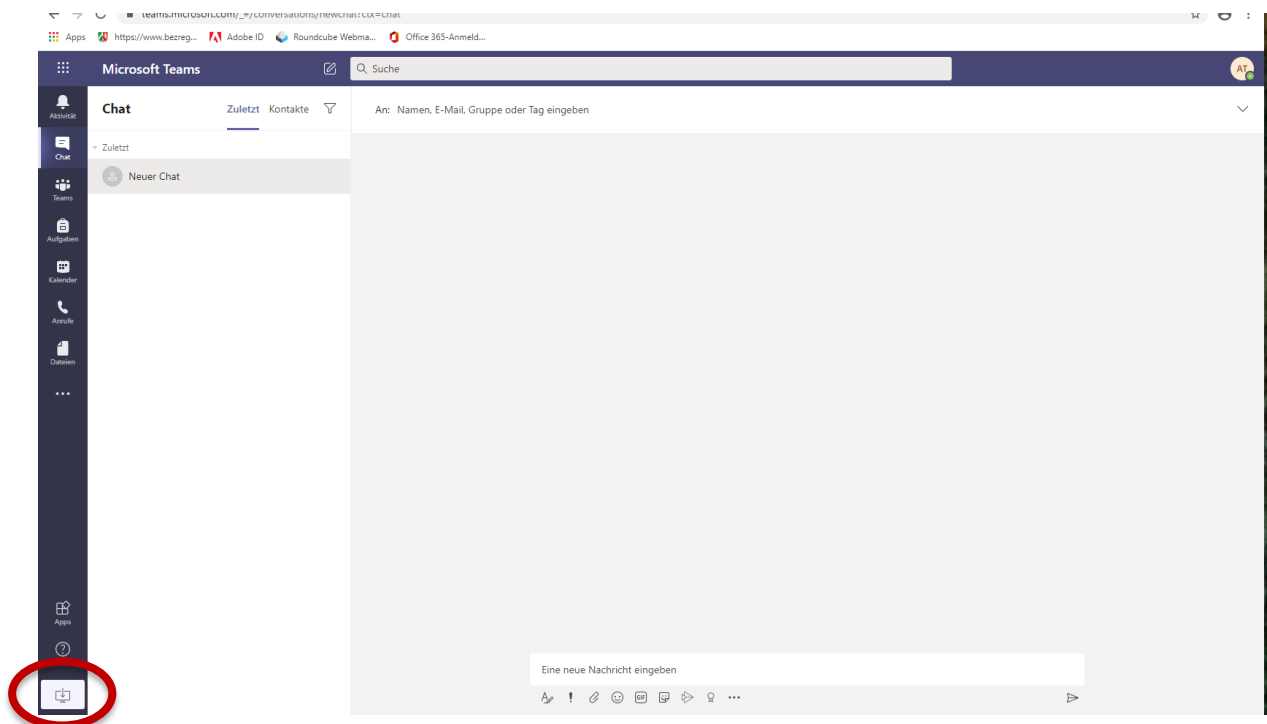 teams.microsoft.com/_#/conversations/newchat?ctx=chat
Apps https://www.bezreg... Adobe ID Roundcube Webma... Office 365-Anmeld...
Microsoft Teams
Suche
AT
Aktivität
Chat
Teams
Aufgaben
Kalender
Anrufe
Dateien
Apps
Chat Zuletzt Kontakte
Zuletzt
Neuer Chat
An: Namen, E-Mail, Gruppe oder Tag eingeben
Eine neue Nachricht eingeben
GIF